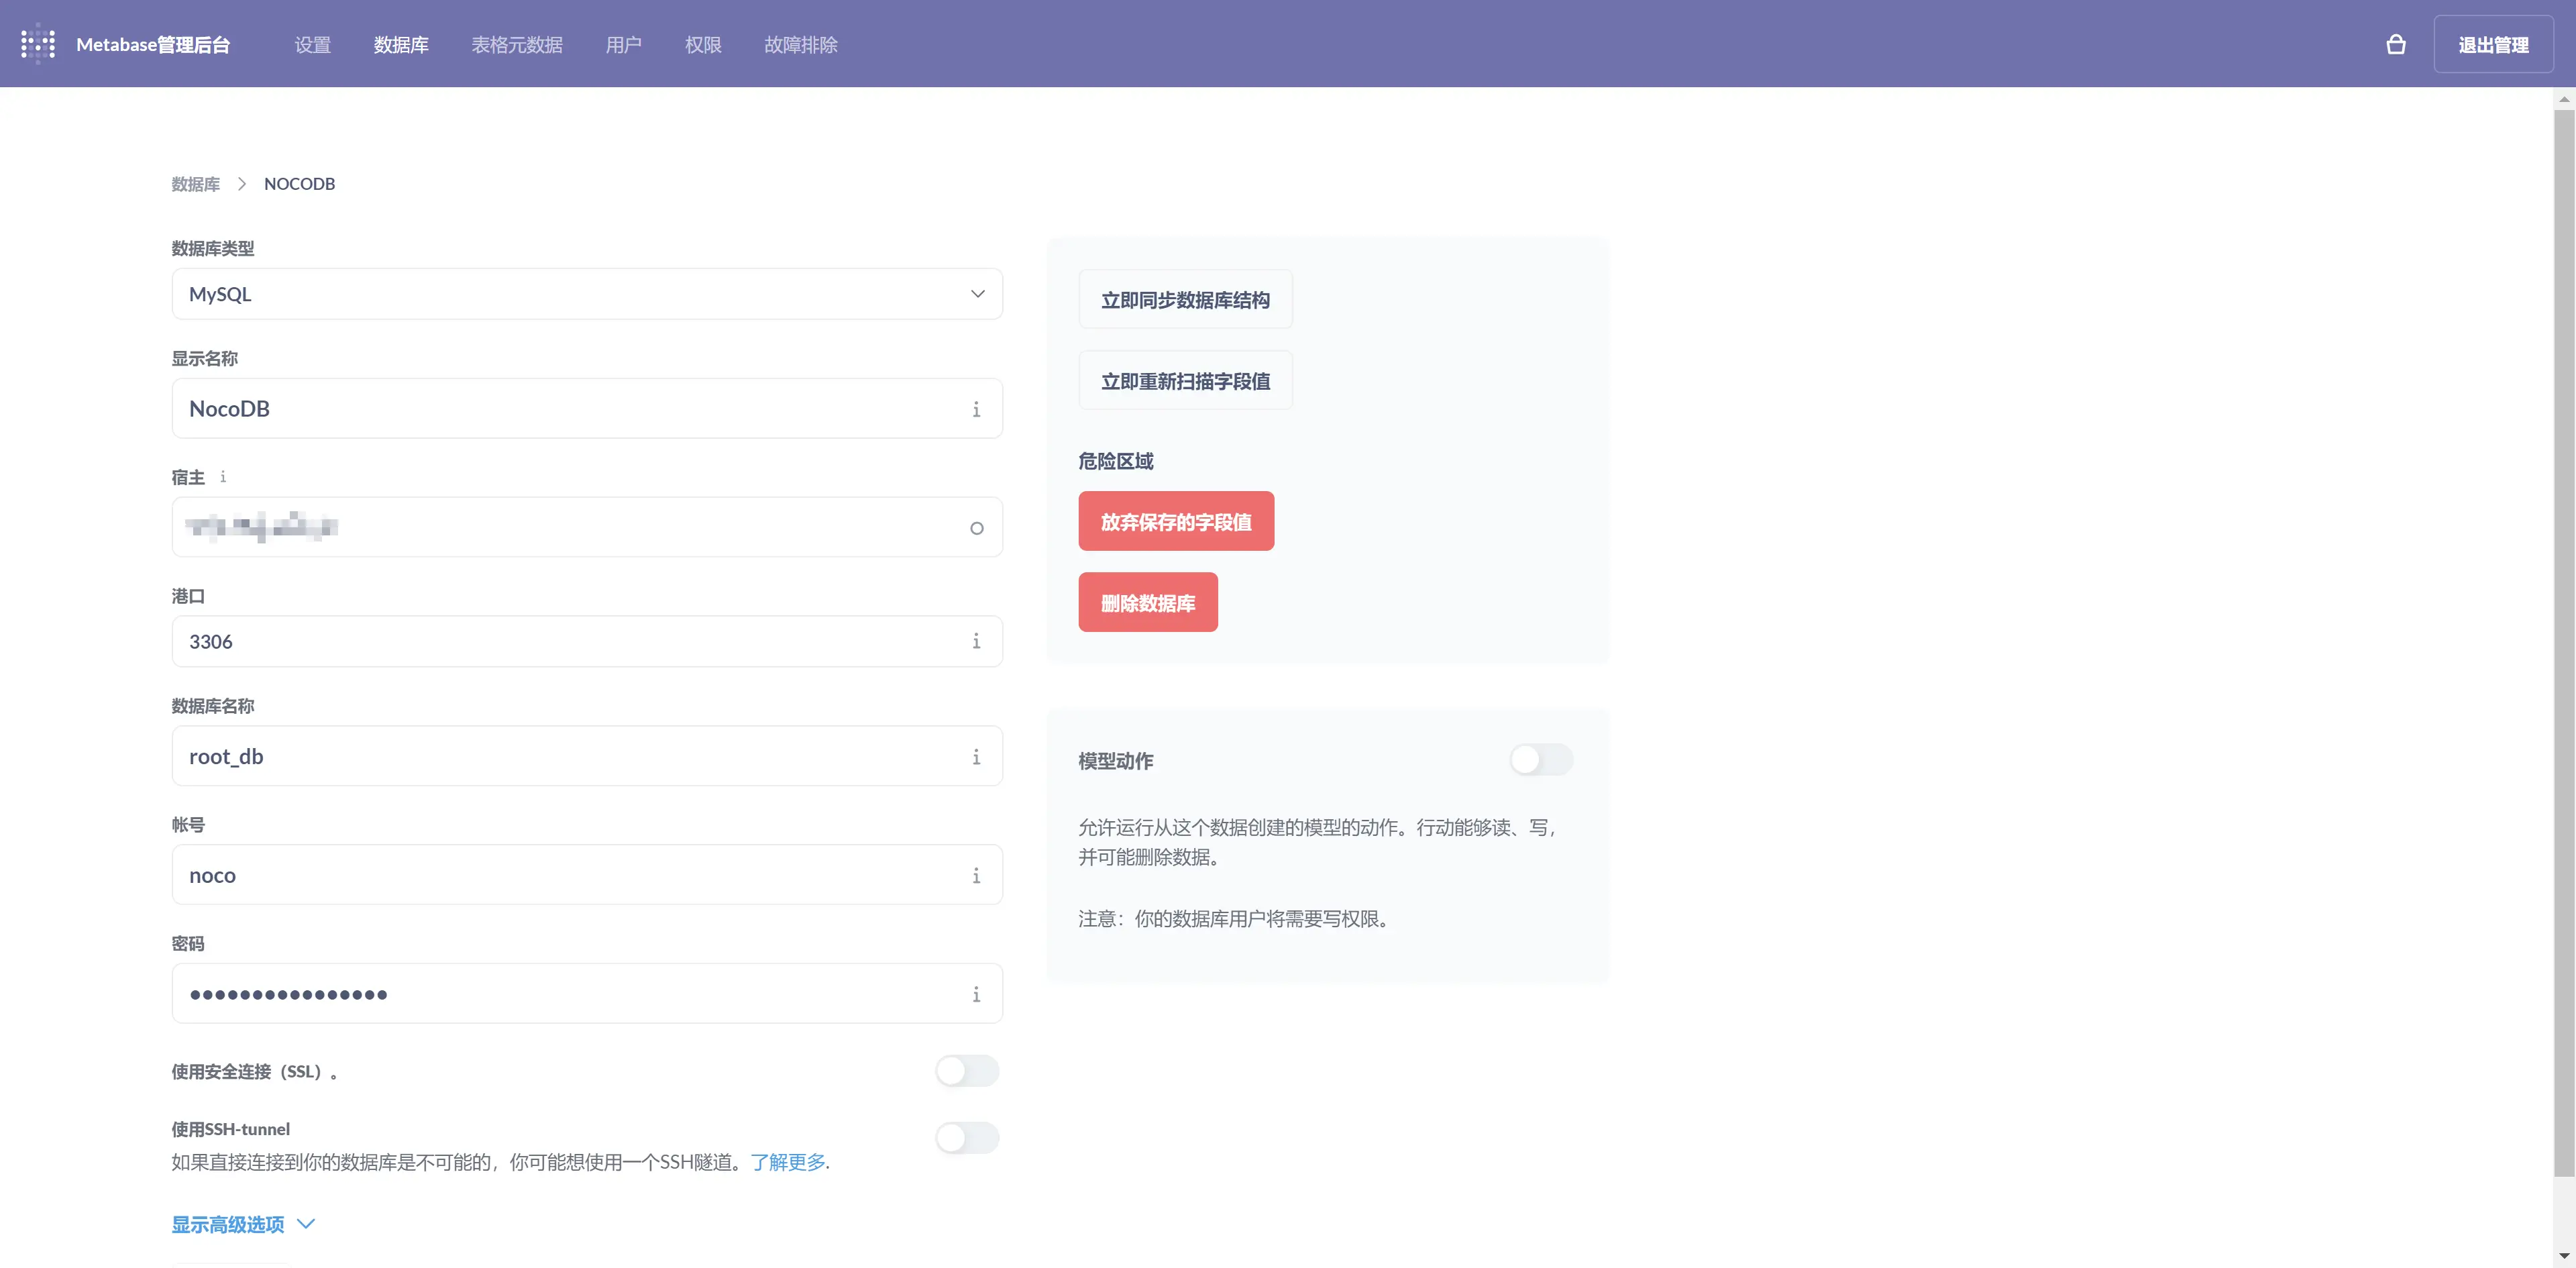 Metabase管理后台
设置
数据库
表格元数据
用户
权限
故障排除
退出管理
数据库
NOCODB
数据库类型
MySQL
显示名称
NocoDB
宿主
港口
3306
数据库名称
root_db
帐号
noco
密码
使用安全连接（SSL）。
使用SSH-tunnel
如果直接连接到你的数据库是不可能的，你可能想使用一个SSH隧道。了解更多.
显示高级选项
立即同步数据库结构
立即重新扫描字段值
危险区域
放弃保存的字段值
删除数据库
模型动作
允许运行从这个数据创建的模型的动作。行动能够读、写，
并可能删除数据。
注意：你的数据库用户将需要写权限。